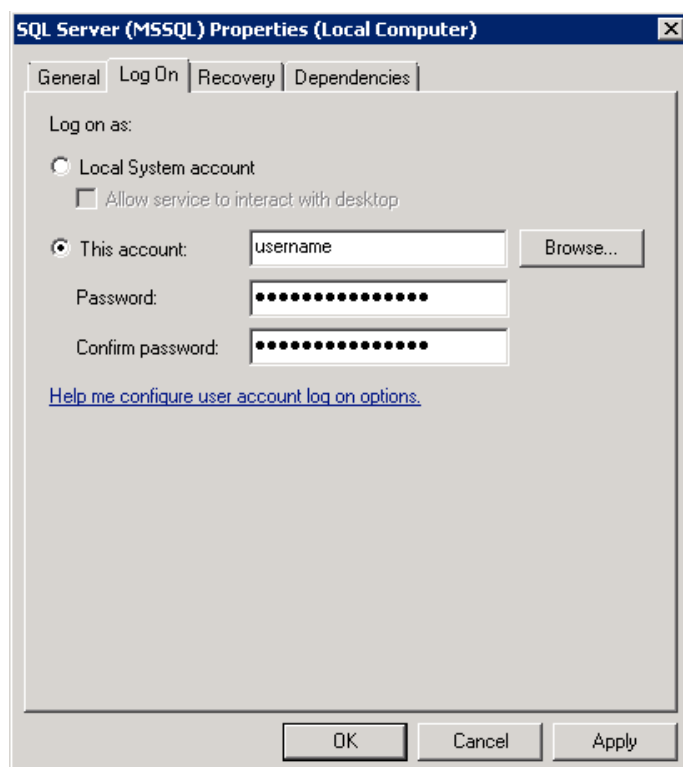 SQL Server (MSSQL) Properties (Local Computer)
General Log On Recovery Dependencies
Log on as:
Local System account
Allow service to interact with desktop
This account: username Browse...
Password: •••••••••••••••
Confirm password: •••••••••••••••
Help me configure user account log on options.
OK Cancel Apply